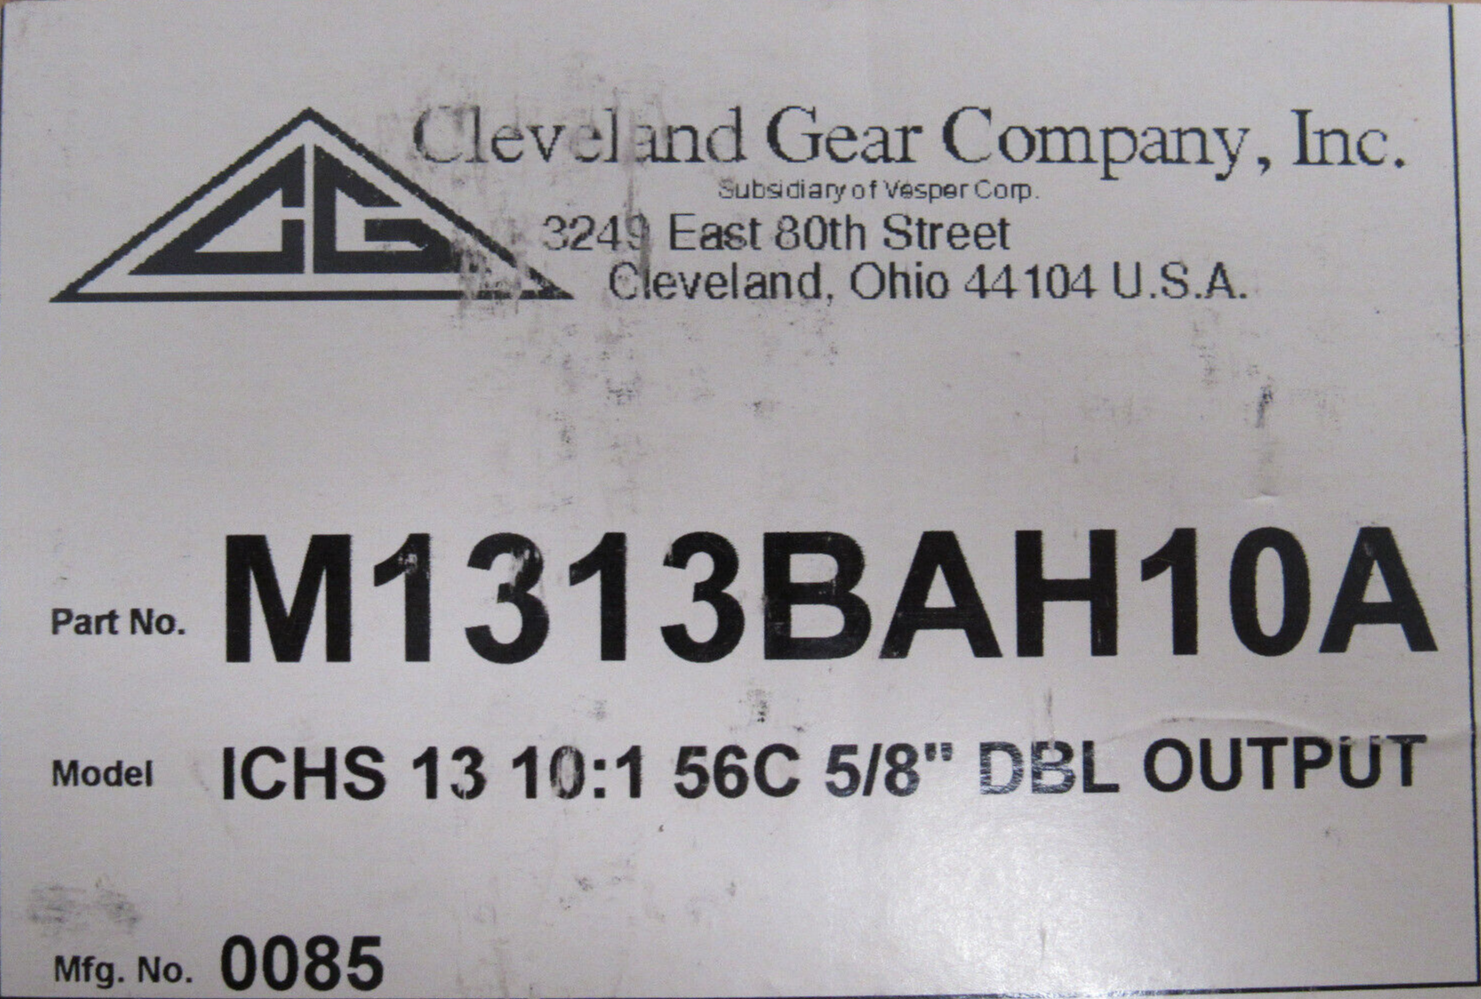 CG
Cleveland Gear Company, Inc.
Subsidiary of Vesper Corp.
3249 East 80th Street
Cleveland, Ohio 44104 U.S.A.
Part No. M1313BAH10A
Model ICHS 13 10:1 56C 5/8" DBL OUTPUT
Mfg. No. 0085